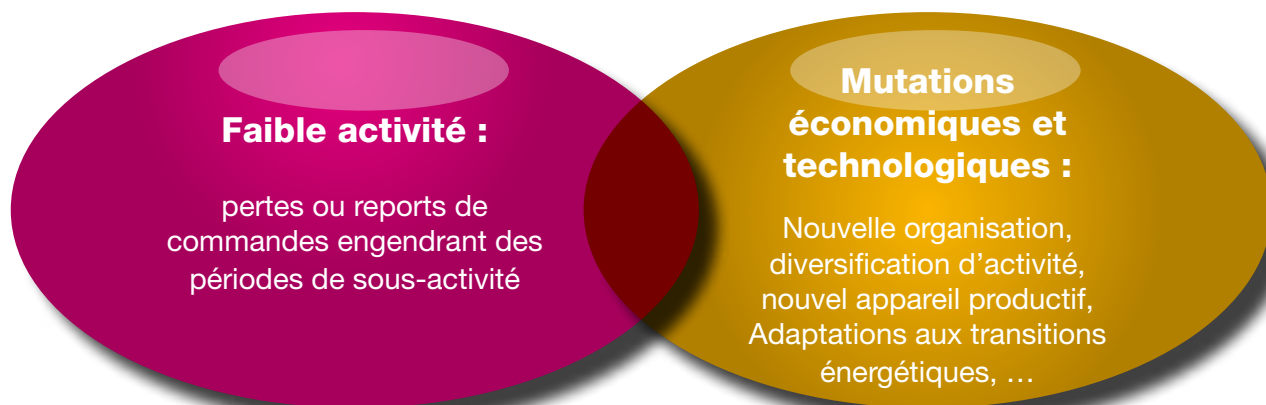 Faible activité :
pertes ou reports de
commandes engendrant des
périodes de sous-activité
Mutations
économiques et
technologiques :
Nouvelle organisation,
diversification d’activité,
nouvel appareil productif,
Adaptations aux transitions
énergétiques, …